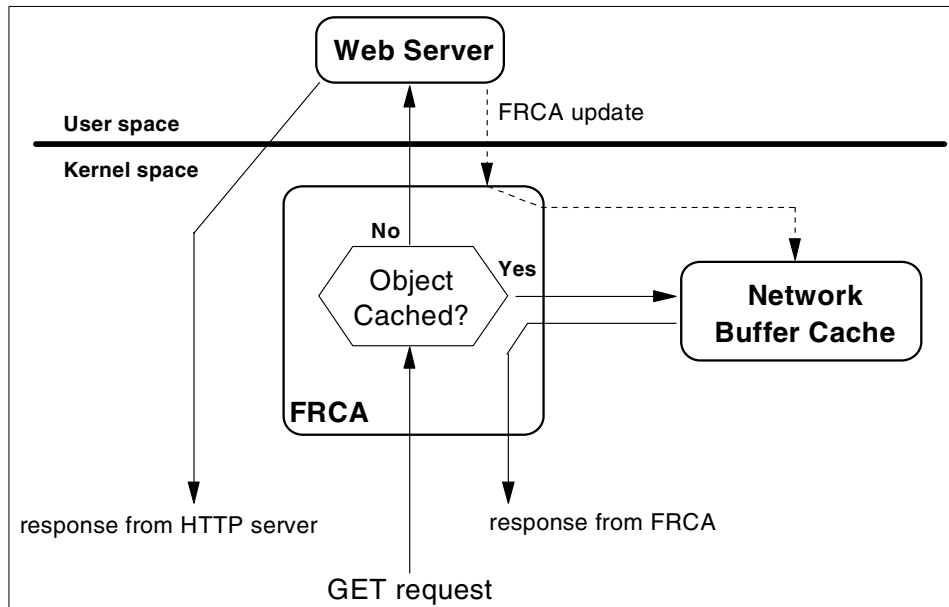 Web Server
FRCA update
User space
Kernel space
No
Yes
Object
Cached?
Network
Buffer Cache
FRCA
response from HTTP server
response from FRCA
GET request